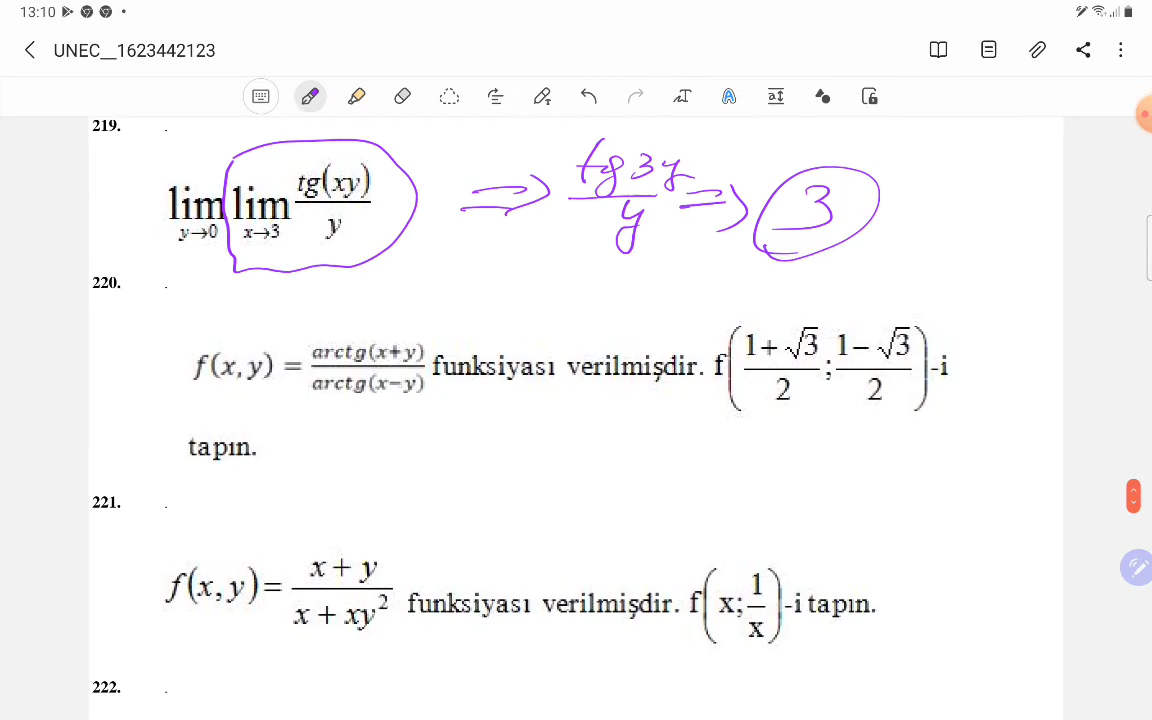 13:10
UNEC__1623442123
219. .
lim y→0 lim x→3 tg(xy)/y ⇒ tg3y/y ⇒ 3
220. .
f(x,y) = arctg(x+y)/arctg(x−y) funksiyası verilmişdir. f((1+√3)/2 ; (1−√3)/2)-i
tapın.
221. .
f(x,y)= (x+y)/(x+xy²) funksiyası verilmişdir. f(x; 1/x)-i tapın.
222. .